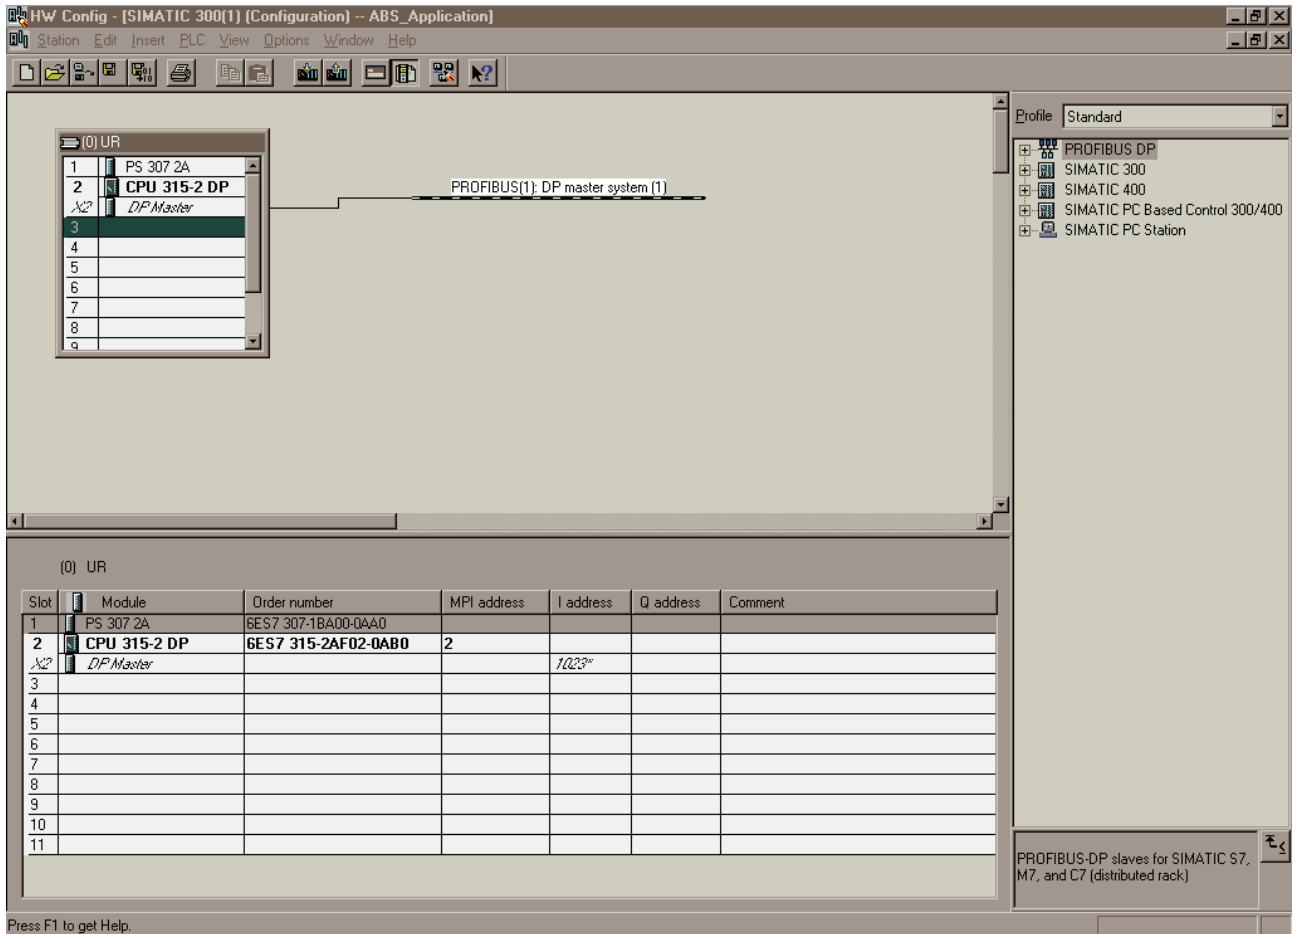 HW Config - [SIMATIC 300(1) (Configuration) -- ABS_Application]
Station Edit Insert PLC View Options Window Help
(0) UR
1 PS 307 2A
2 CPU 315-2 DP
X2 DP Master
3
4
5
6
7
8
9
PROFIBUS(1): DP master system (1)
Profile Standard
PROFIBUS DP
SIMATIC 300
SIMATIC 400
SIMATIC PC Based Control 300/400
SIMATIC PC Station
(0) UR
Slot Module Order number MPI address I address Q address Comment
1 PS 307 2A 6ES7 307-1BA00-0AA0
2 CPU 315-2 DP 6ES7 315-2AF02-0AB0 2
X2 DP Master 1023*
3
4
5
6
7
8
9
10
11
PROFIBUS-DP slaves for SIMATIC S7,
M7, and C7 (distributed rack)
Press F1 to get Help.